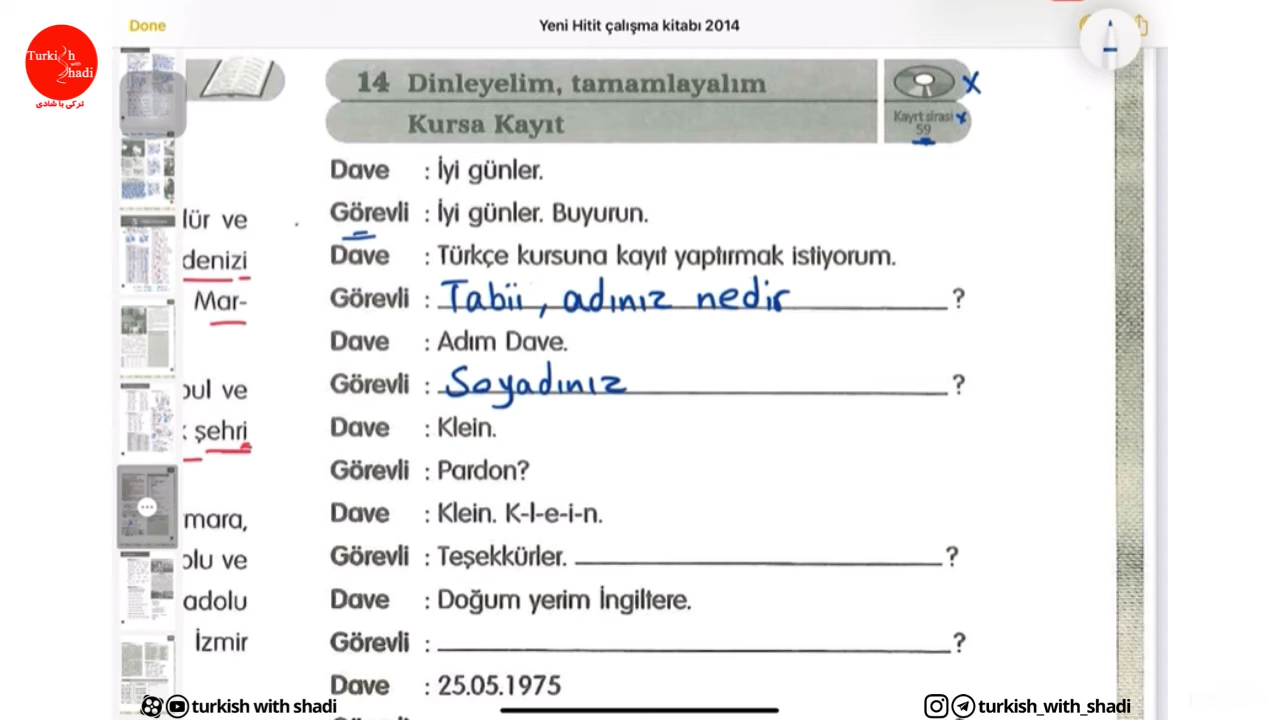 Done
Yeni Hitit çalışma kitabı 2014
Turkish
Shadi
ترکی با شادی
14 Dinleyelim, tamamlayalım
Kursa Kayıt
Kayıt sırası
59
lür ve
denizi
Mar-
bul ve
k şehri
mara,
olu ve
adolu
İzmir
Dave : İyi günler.
Görevli : İyi günler. Buyurun.
Dave : Türkçe kursuna kayıt yaptırmak istiyorum.
Görevli : Tabii, adınız nedir ?
Dave : Adım Dave.
Görevli : Soyadınız ?
Dave : Klein.
Görevli : Pardon?
Dave : Klein. K-l-e-i-n.
Görevli : Teşekkürler. ?
Dave : Doğum yerim İngiltere.
Görevli : ?
Dave : 25.05.1975
turkish with shadi
turkish_with_shadi